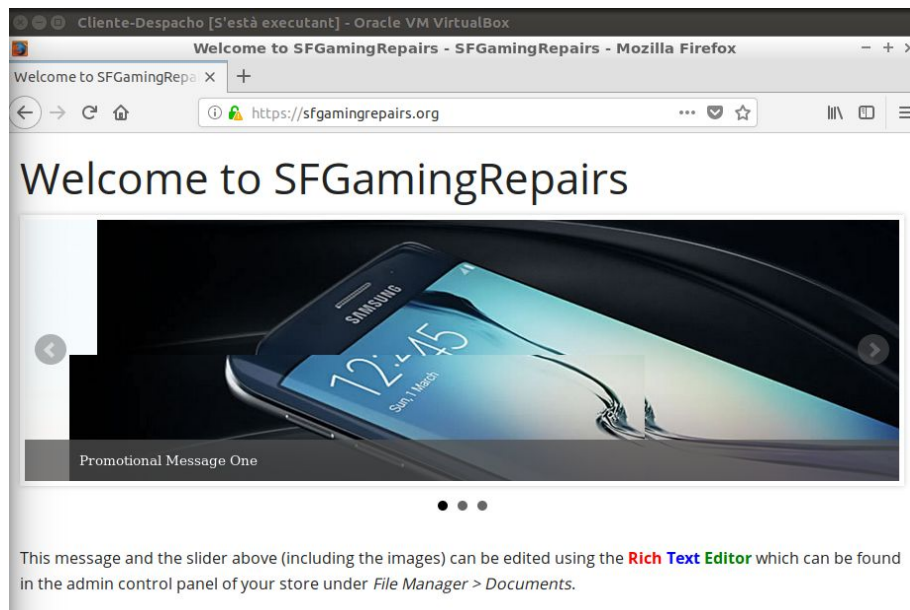 Cliente-Despacho [S'està executant] - Oracle VM VirtualBox
Welcome to SFGamingRepairs - SFGamingRepairs - Mozilla Firefox
Welcome to SFGamingRepa
https://sfgamingrepairs.org
Welcome to SFGamingRepairs
SAMSUNG
12:45
Sun, 1 March
Promotional Message One
This message and the slider above (including the images) can be edited using the Rich Text Editor which can be found
in the admin control panel of your store under File Manager > Documents.